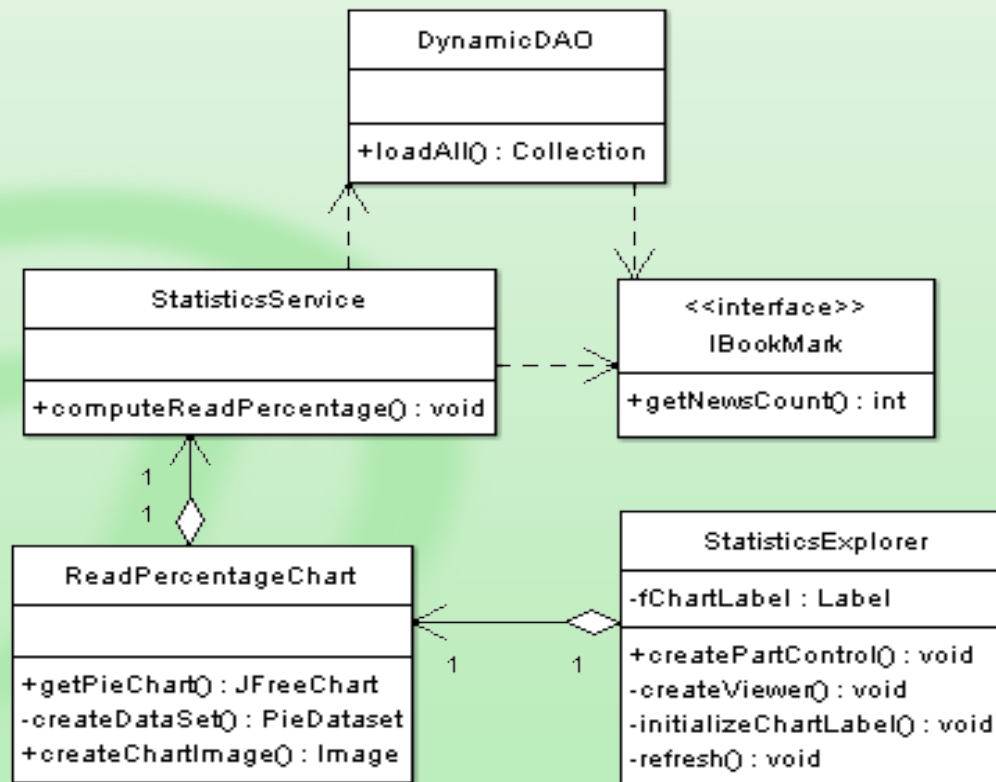 DynamicDAO
+loadAll() : Collection
StatisticsService
+computeReadPercentage() : void
<<interface>>
IBookMark
+getNewsCount() : int
1
1
ReadPercentageChart
+getPieChart() : JFreeChart
-createDataSet() : PieDataset
+createChartImage() : Image
1
1
StatisticsExplorer
-fChartLabel : Label
+createPartControl() : void
-createViewer() : void
-initializeChartLabel() : void
-refresh() : void